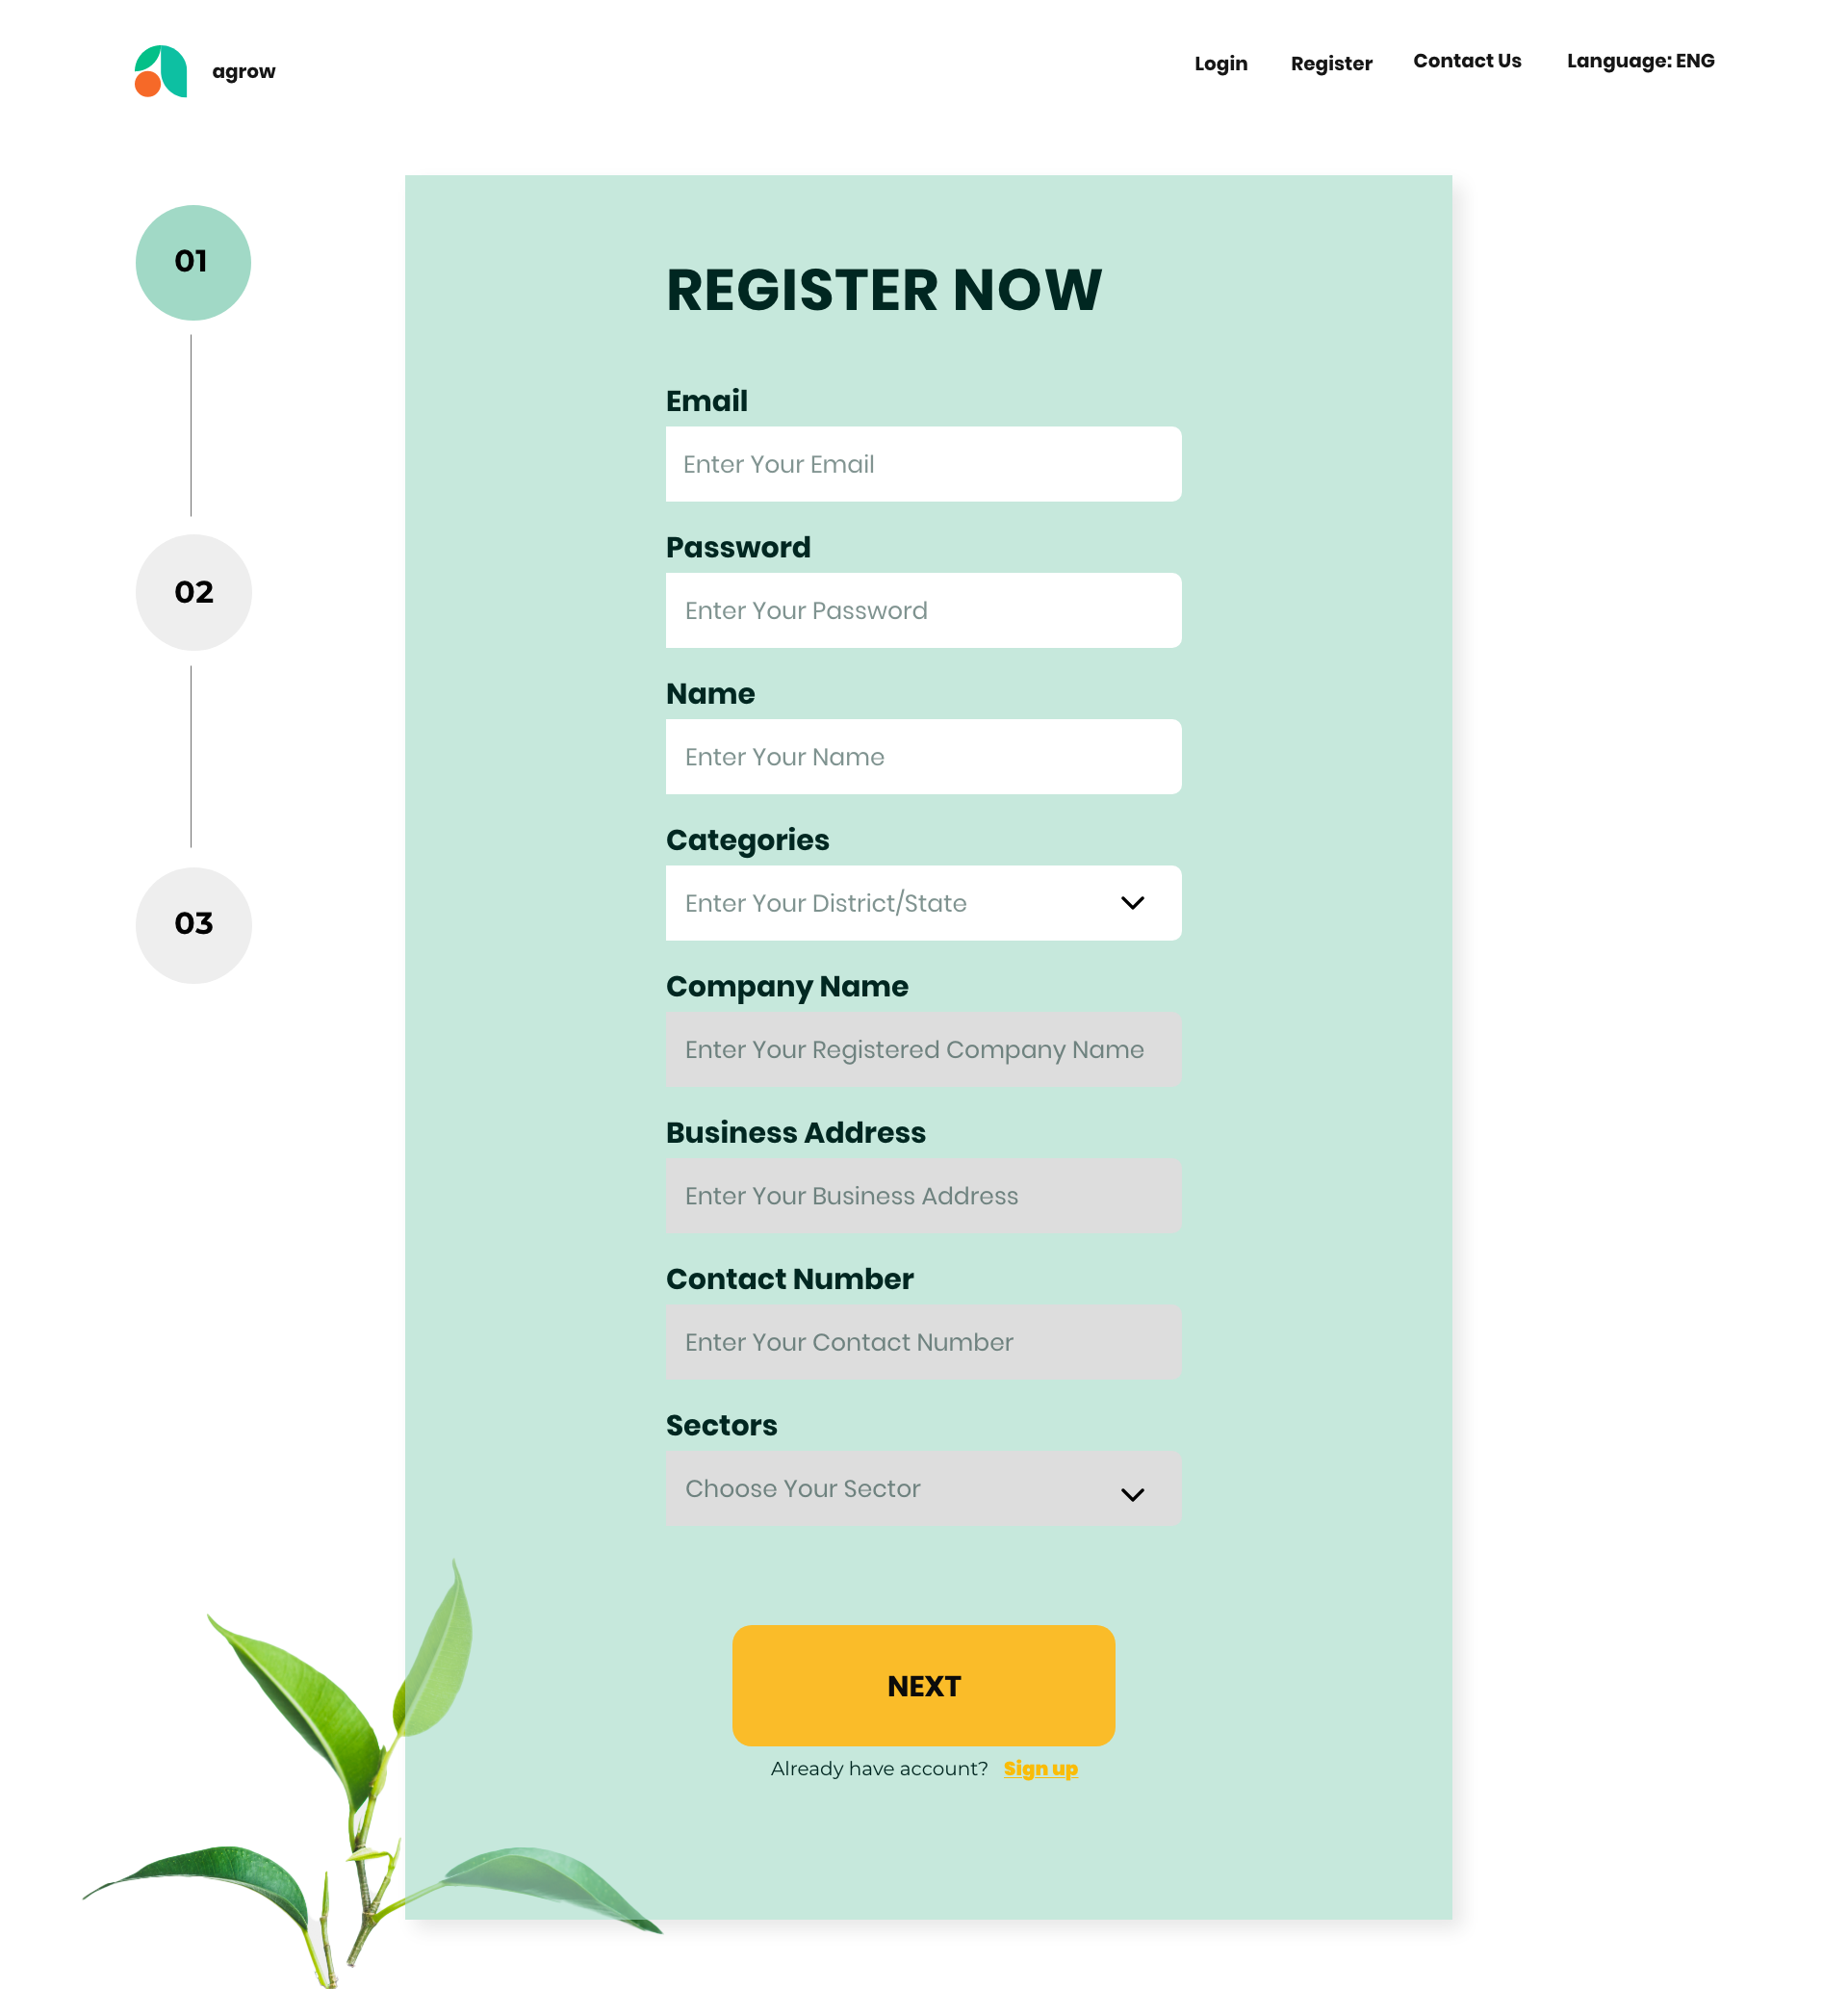 agrow
Login Register Contact Us Language: ENG
01
02
03
REGISTER NOW
Email
Enter Your Email
Password
Enter Your Password
Name
Enter Your Name
Categories
Enter Your District/State
Company Name
Enter Your Registered Company Name
Business Address
Enter Your Business Address
Contact Number
Enter Your Contact Number
Sectors
Choose Your Sector
NEXT
Already have account? Sign up